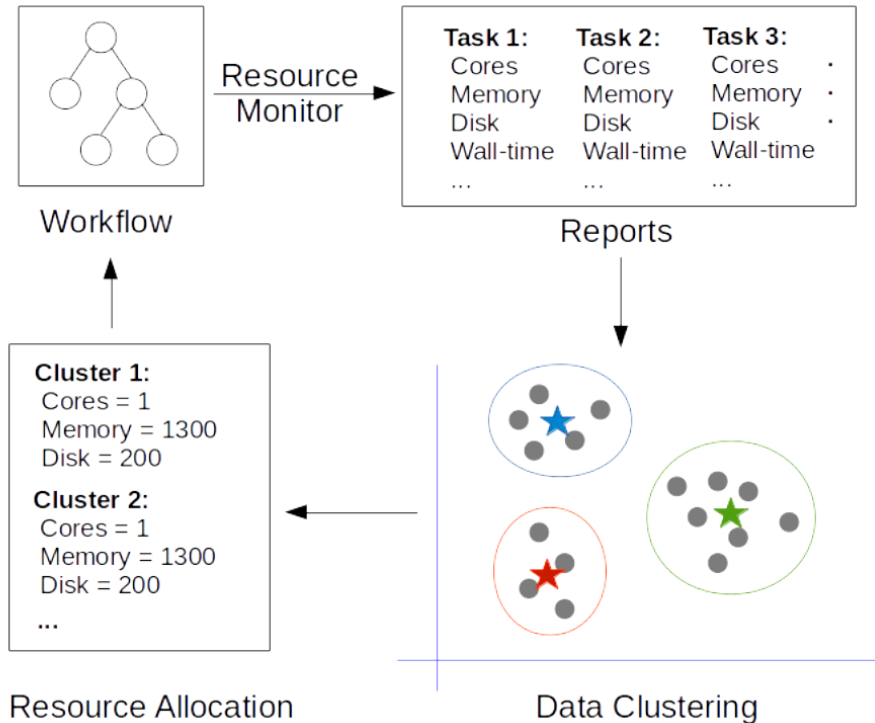 Resource
Monitor
Workflow
Task 1:
Cores
Memory
Disk
Wall-time
...
Task 2:
Cores
Memory
Disk
Wall-time
...
Task 3:
Cores
Memory
Disk
Wall-time
...
Reports
Cluster 1:
Cores = 1
Memory = 1300
Disk = 200
Cluster 2:
Cores = 1
Memory = 1300
Disk = 200
...
Resource Allocation
Data Clustering